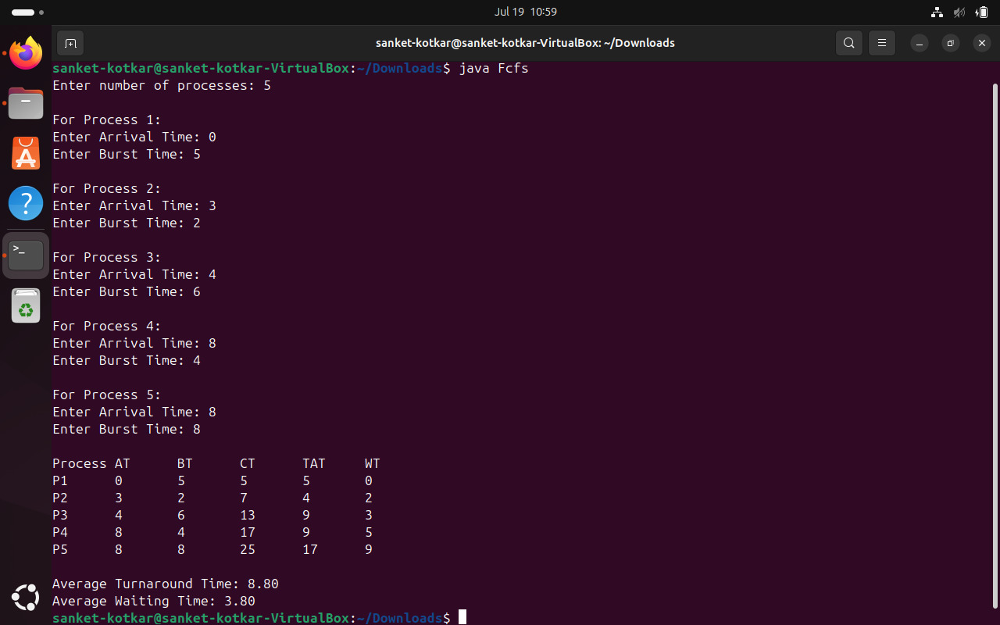 Jul 19 10:59
sanket-kotkar@sanket-kotkar-VirtualBox: ~/Downloads
sanket-kotkar@sanket-kotkar-VirtualBox:~/Downloads$ java Fcfs
Enter number of processes: 5
For Process 1:
Enter Arrival Time: 0
Enter Burst Time: 5
For Process 2:
Enter Arrival Time: 3
Enter Burst Time: 2
For Process 3:
Enter Arrival Time: 4
Enter Burst Time: 6
For Process 4:
Enter Arrival Time: 8
Enter Burst Time: 4
For Process 5:
Enter Arrival Time: 8
Enter Burst Time: 8
Process AT BT CT TAT WT
P1 0 5 5 5 0
P2 3 2 7 4 2
P3 4 6 13 9 3
P4 8 4 17 9 5
P5 8 8 25 17 9
Average Turnaround Time: 8.80
Average Waiting Time: 3.80
sanket-kotkar@sanket-kotkar-VirtualBox:~/Downloads$